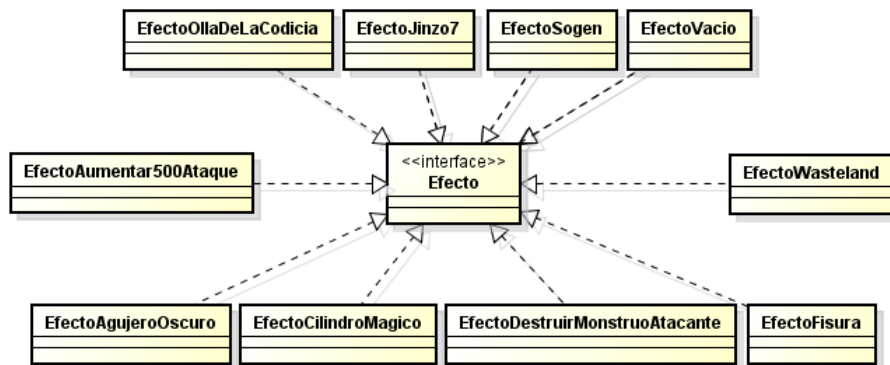 EfectoOllaDeLaCodicia
EfectoJinzo7
EfectoSogen
EfectoVacio
<<interface>>
Efecto
EfectoAumentar500Ataque
EfectoWasteland
EfectoAgujeroOscuro
EfectoCilindroMagico
EfectoDestruirMonstruoAtacante
EfectoFisura